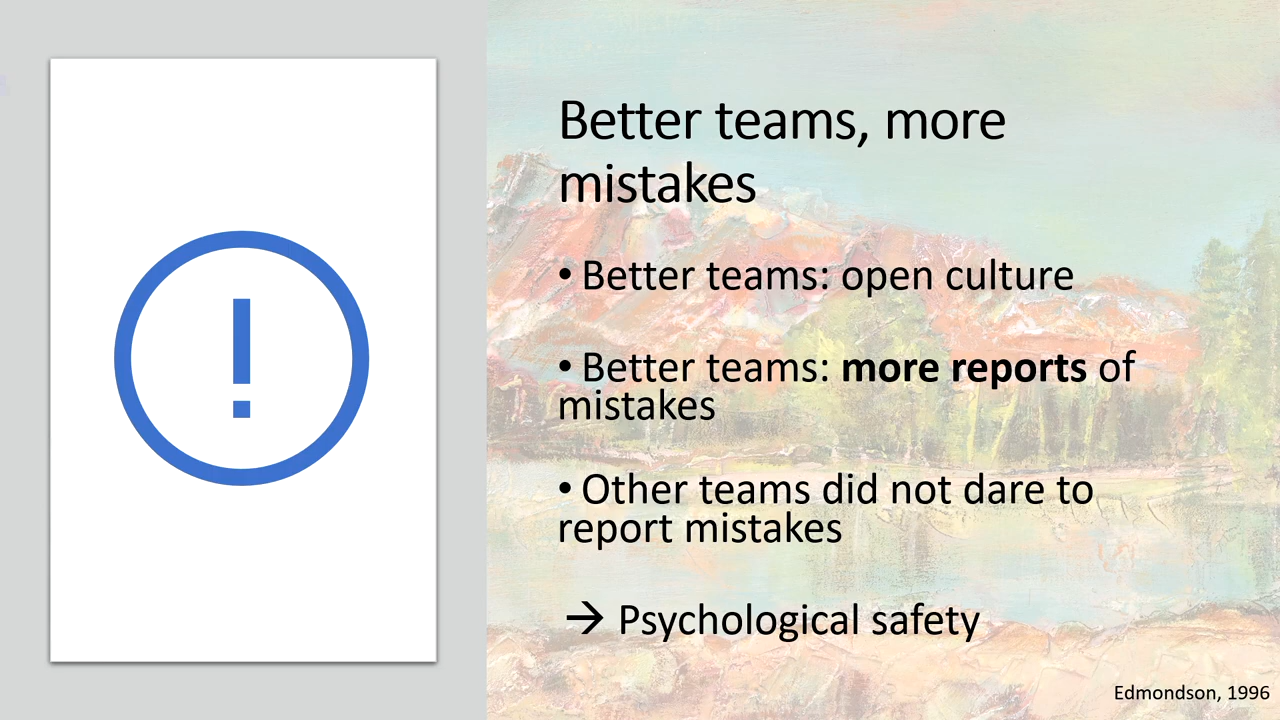 Better teams, more
mistakes
• Better teams: open culture
• Better teams: more reports of
mistakes
• Other teams did not dare to
report mistakes
→ Psychological safety
Edmondson, 1996